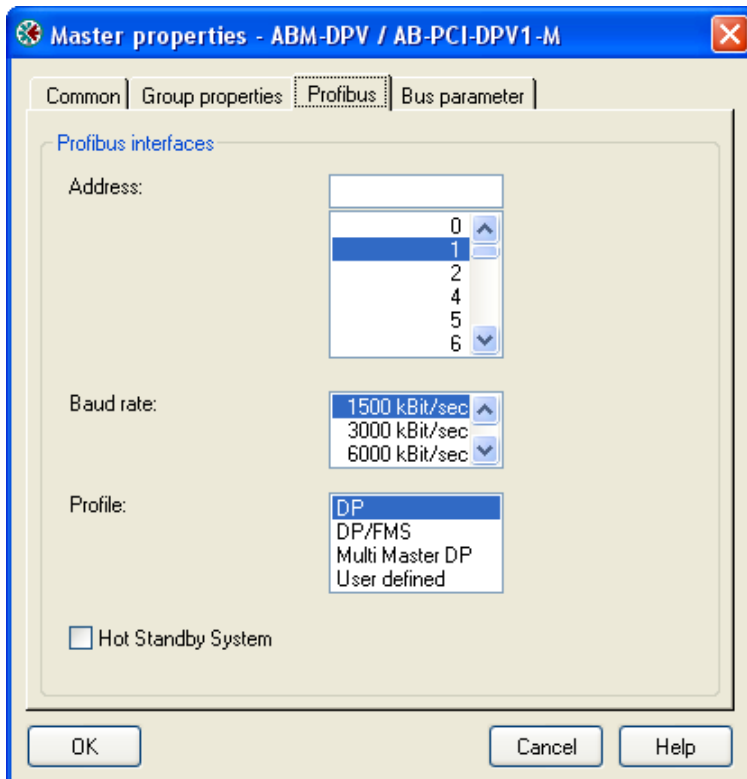 Master properties - ABM-DPV / AB-PCI-DPV1-M
Common Group properties Profibus Bus parameter
Profibus interfaces
Address:
0
1
2
4
5
6
Baud rate:
1500 kBit/sec
3000 kBit/sec
6000 kBit/sec
Profile:
DP
DP/FMS
Multi Master DP
User defined
Hot Standby System
OK Cancel Help